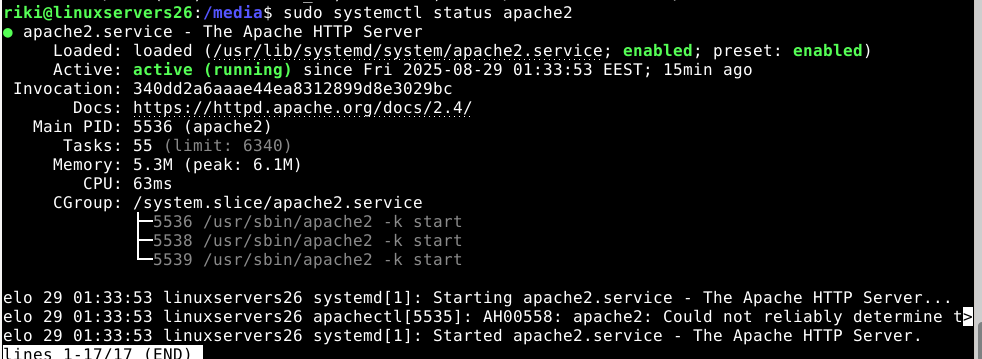 riki@linuxservers26:/media$ sudo systemctl status apache2
● apache2.service - The Apache HTTP Server
Loaded: loaded (/usr/lib/systemd/system/apache2.service; enabled; preset: enabled)
Active: active (running) since Fri 2025-08-29 01:33:53 EEST; 15min ago
Invocation: 340dd2a6aaae44ea8312899d8e3029bc
Docs: https://httpd.apache.org/docs/2.4/
Main PID: 5536 (apache2)
Tasks: 55 (limit: 6340)
Memory: 5.3M (peak: 6.1M)
CPU: 63ms
CGroup: /system.slice/apache2.service
├─5536 /usr/sbin/apache2 -k start
├─5538 /usr/sbin/apache2 -k start
└─5539 /usr/sbin/apache2 -k start
elo 29 01:33:53 linuxservers26 systemd[1]: Starting apache2.service - The Apache HTTP Server...
elo 29 01:33:53 linuxservers26 apachectl[5535]: AH00558: apache2: Could not reliably determine t>
elo 29 01:33:53 linuxservers26 systemd[1]: Started apache2.service - The Apache HTTP Server.
lines 1-17/17 (END)